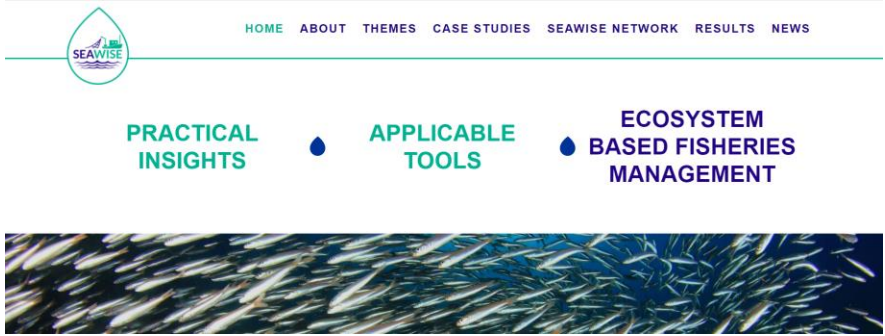 SEAWISE
HOME ABOUT THEMES CASE STUDIES SEAWISE NETWORK RESULTS NEWS
PRACTICAL
INSIGHTS
APPLICABLE
TOOLS
ECOSYSTEM
BASED FISHERIES
MANAGEMENT